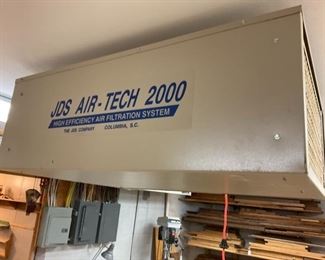 JDS AIR-TECH 2000
HIGH EFFICIENCY AIR FILTRATION SYSTEM
THE JDS COMPANY COLUMBIA, S.C.